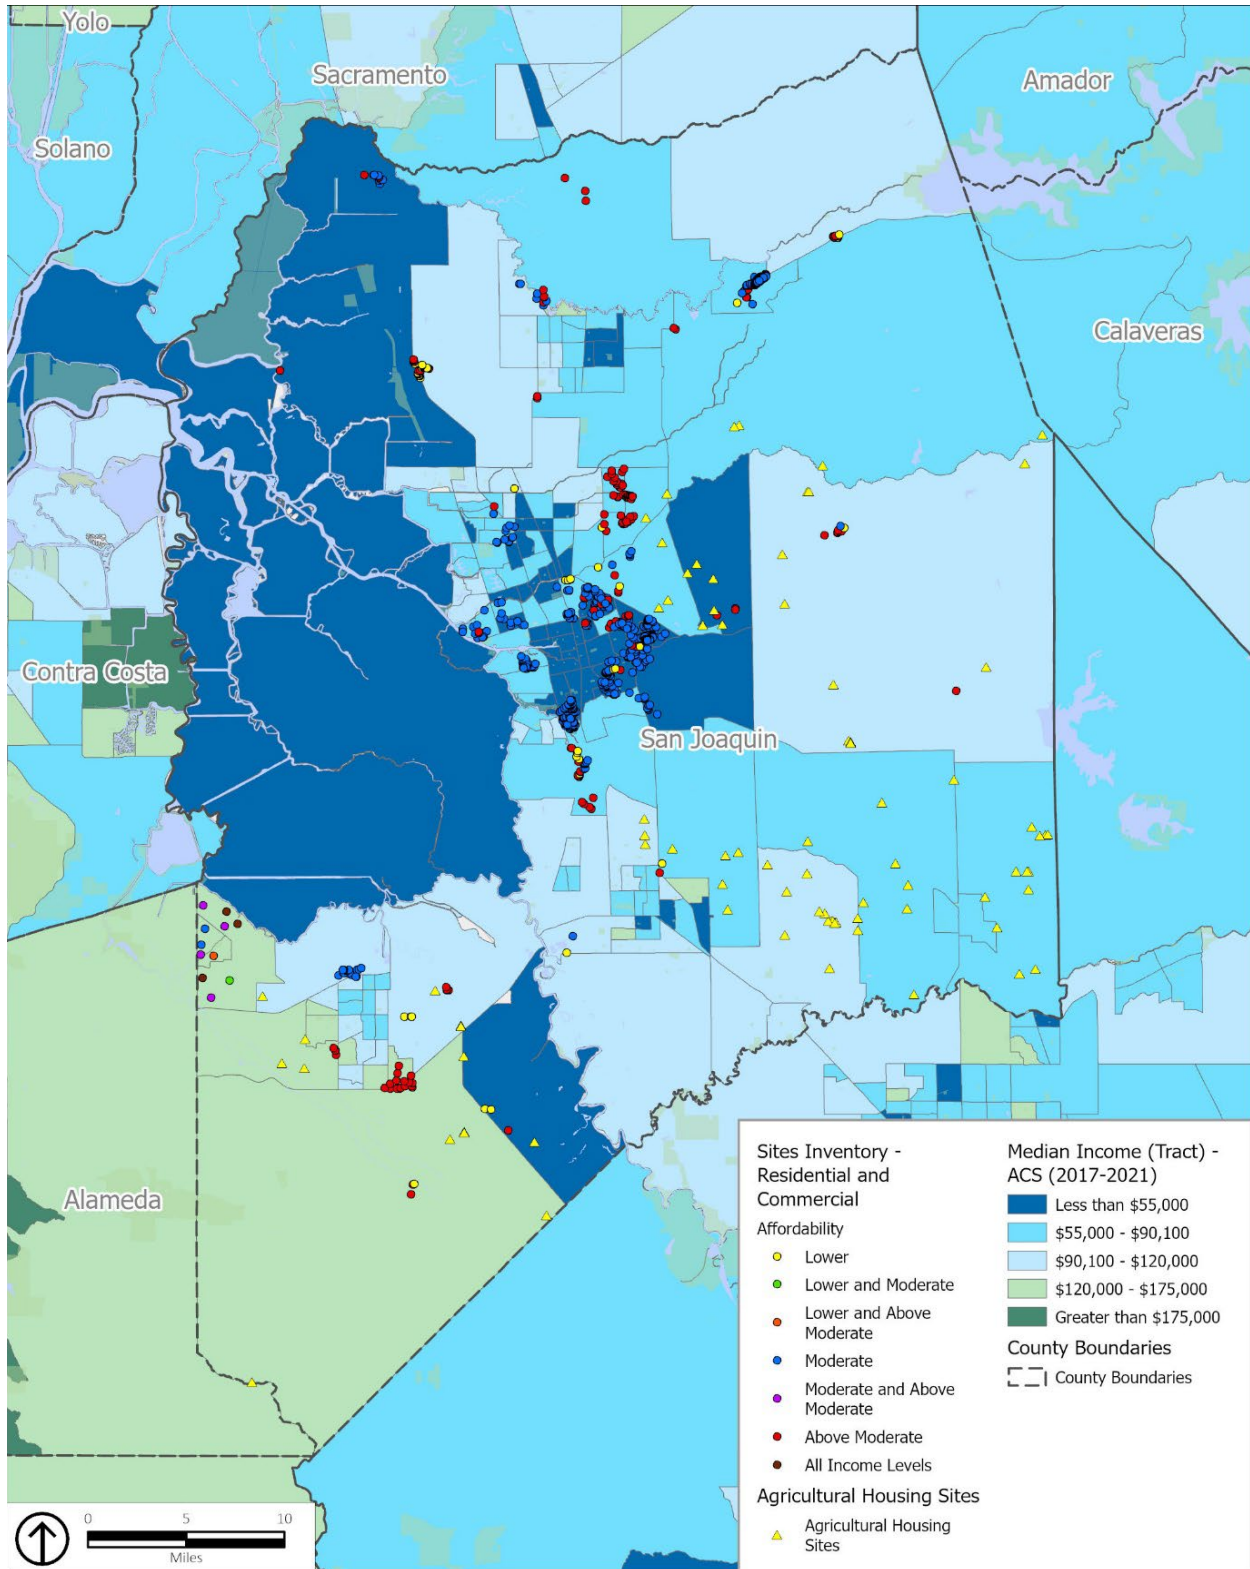 Yolo
Sacramento
Amador
Solano
Calaveras
Contra Costa
San Joaquin
Alameda
Sites Inventory -
Residential and
Commercial
Affordability
Lower
Lower and Moderate
Lower and Above
Moderate
Moderate
Moderate and Above
Moderate
Above Moderate
All Income Levels
Agricultural Housing Sites
Agricultural Housing
Sites
Median Income (Tract) -
ACS (2017-2021)
Less than $55,000
$55,000 - $90,100
$90,100 - $120,000
$120,000 - $175,000
Greater than $175,000
County Boundaries
County Boundaries
0 5 10
Miles